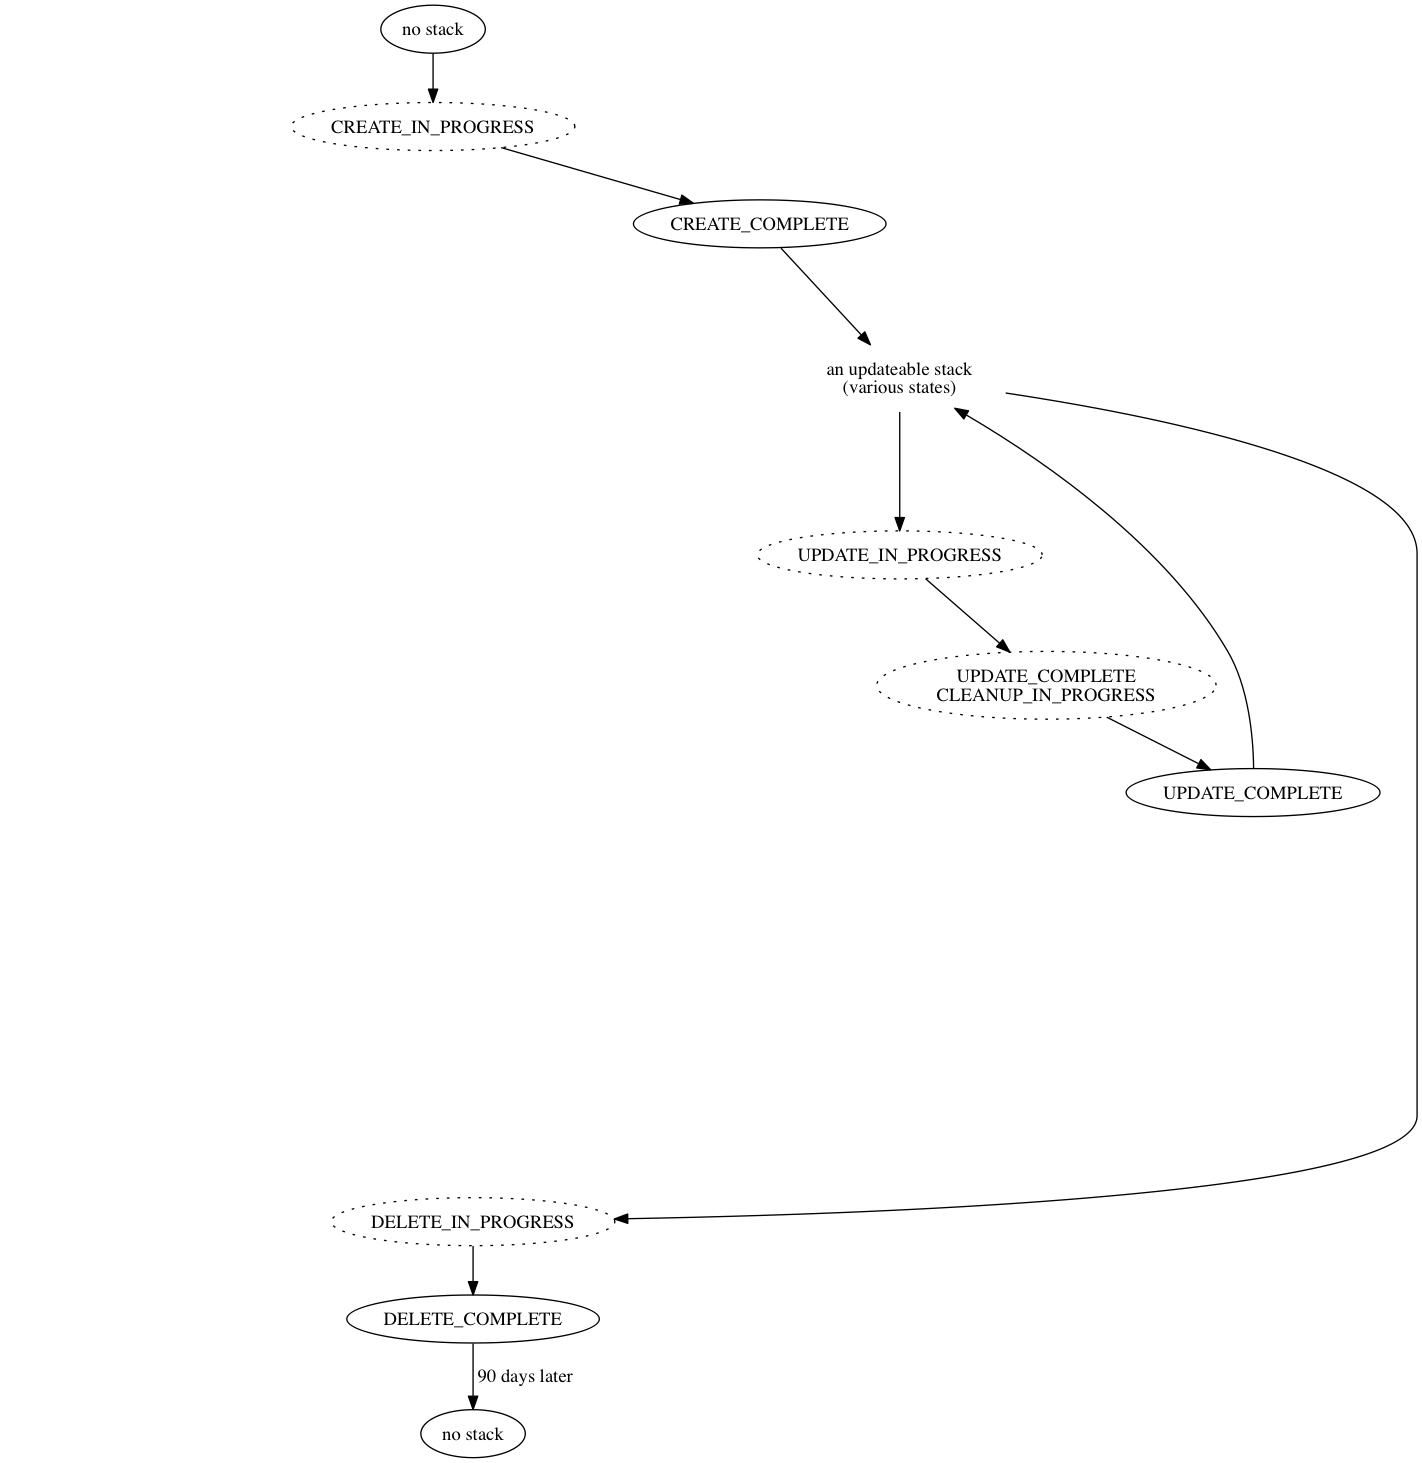 no stack
CREATE_IN_PROGRESS
CREATE_COMPLETE
an updateable stack
(various states)
UPDATE_IN_PROGRESS
UPDATE_COMPLETE
CLEANUP_IN_PROGRESS
UPDATE_COMPLETE
DELETE_IN_PROGRESS
DELETE_COMPLETE
90 days later
no stack